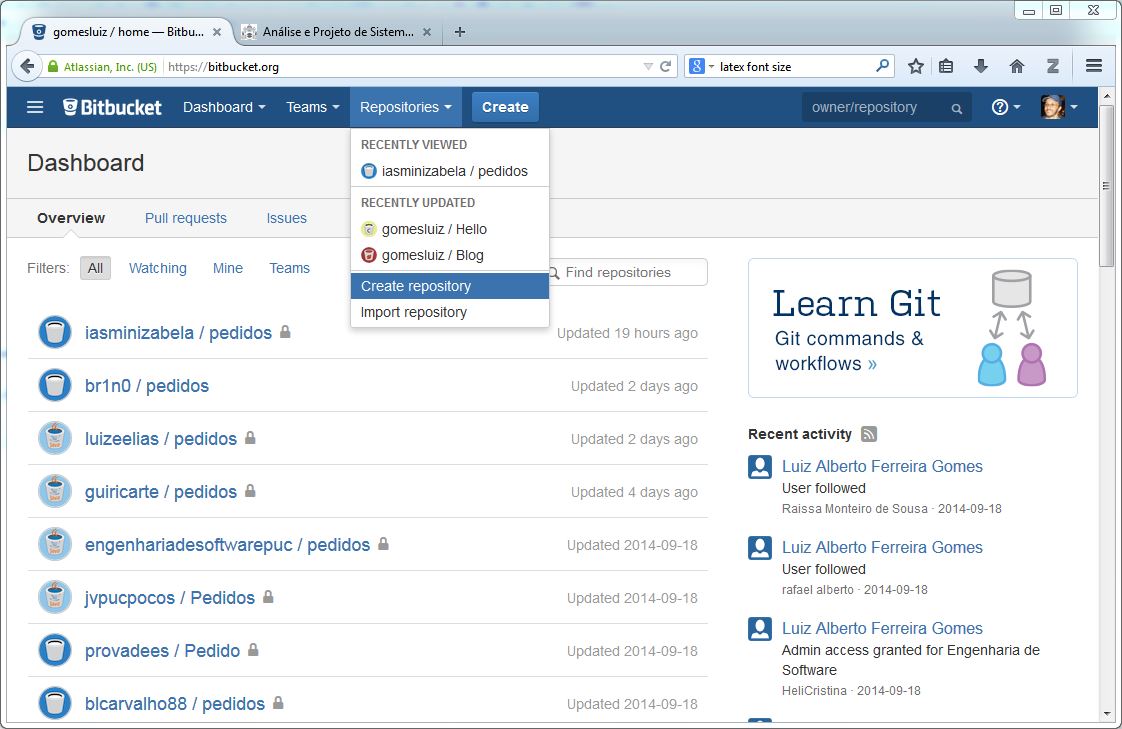 gomesluiz / home — Bitbu...
Análise e Projeto de Sistem...
Atlassian, Inc. (US)
https://bitbucket.org
latex font size
Bitbucket
Dashboard
Teams
Repositories
Create
owner/repository
Dashboard
RECENTLY VIEWED
iasminizabela / pedidos
RECENTLY UPDATED
gomesluiz / Hello
gomesluiz / Blog
Create repository
Import repository
Overview
Pull requests
Issues
Filters:
All
Watching
Mine
Teams
Find repositories
iasminizabela / pedidos
Updated 19 hours ago
br1n0 / pedidos
Updated 2 days ago
luizeelias / pedidos
Updated 2 days ago
guiricarte / pedidos
Updated 4 days ago
engenhariadesoftwarepuc / pedidos
Updated 2014-09-18
jvpucpocos / Pedidos
Updated 2014-09-18
provadees / Pedido
Updated 2014-09-18
blcarvalho88 / pedidos
Updated 2014-09-18
Learn Git
Git commands &
workflows »
Recent activity
Luiz Alberto Ferreira Gomes
User followed
Raissa Monteiro de Sousa · 2014-09-18
Luiz Alberto Ferreira Gomes
User followed
rafael alberto · 2014-09-18
Luiz Alberto Ferreira Gomes
Admin access granted for Engenharia de
Software
HeliCristina · 2014-09-18